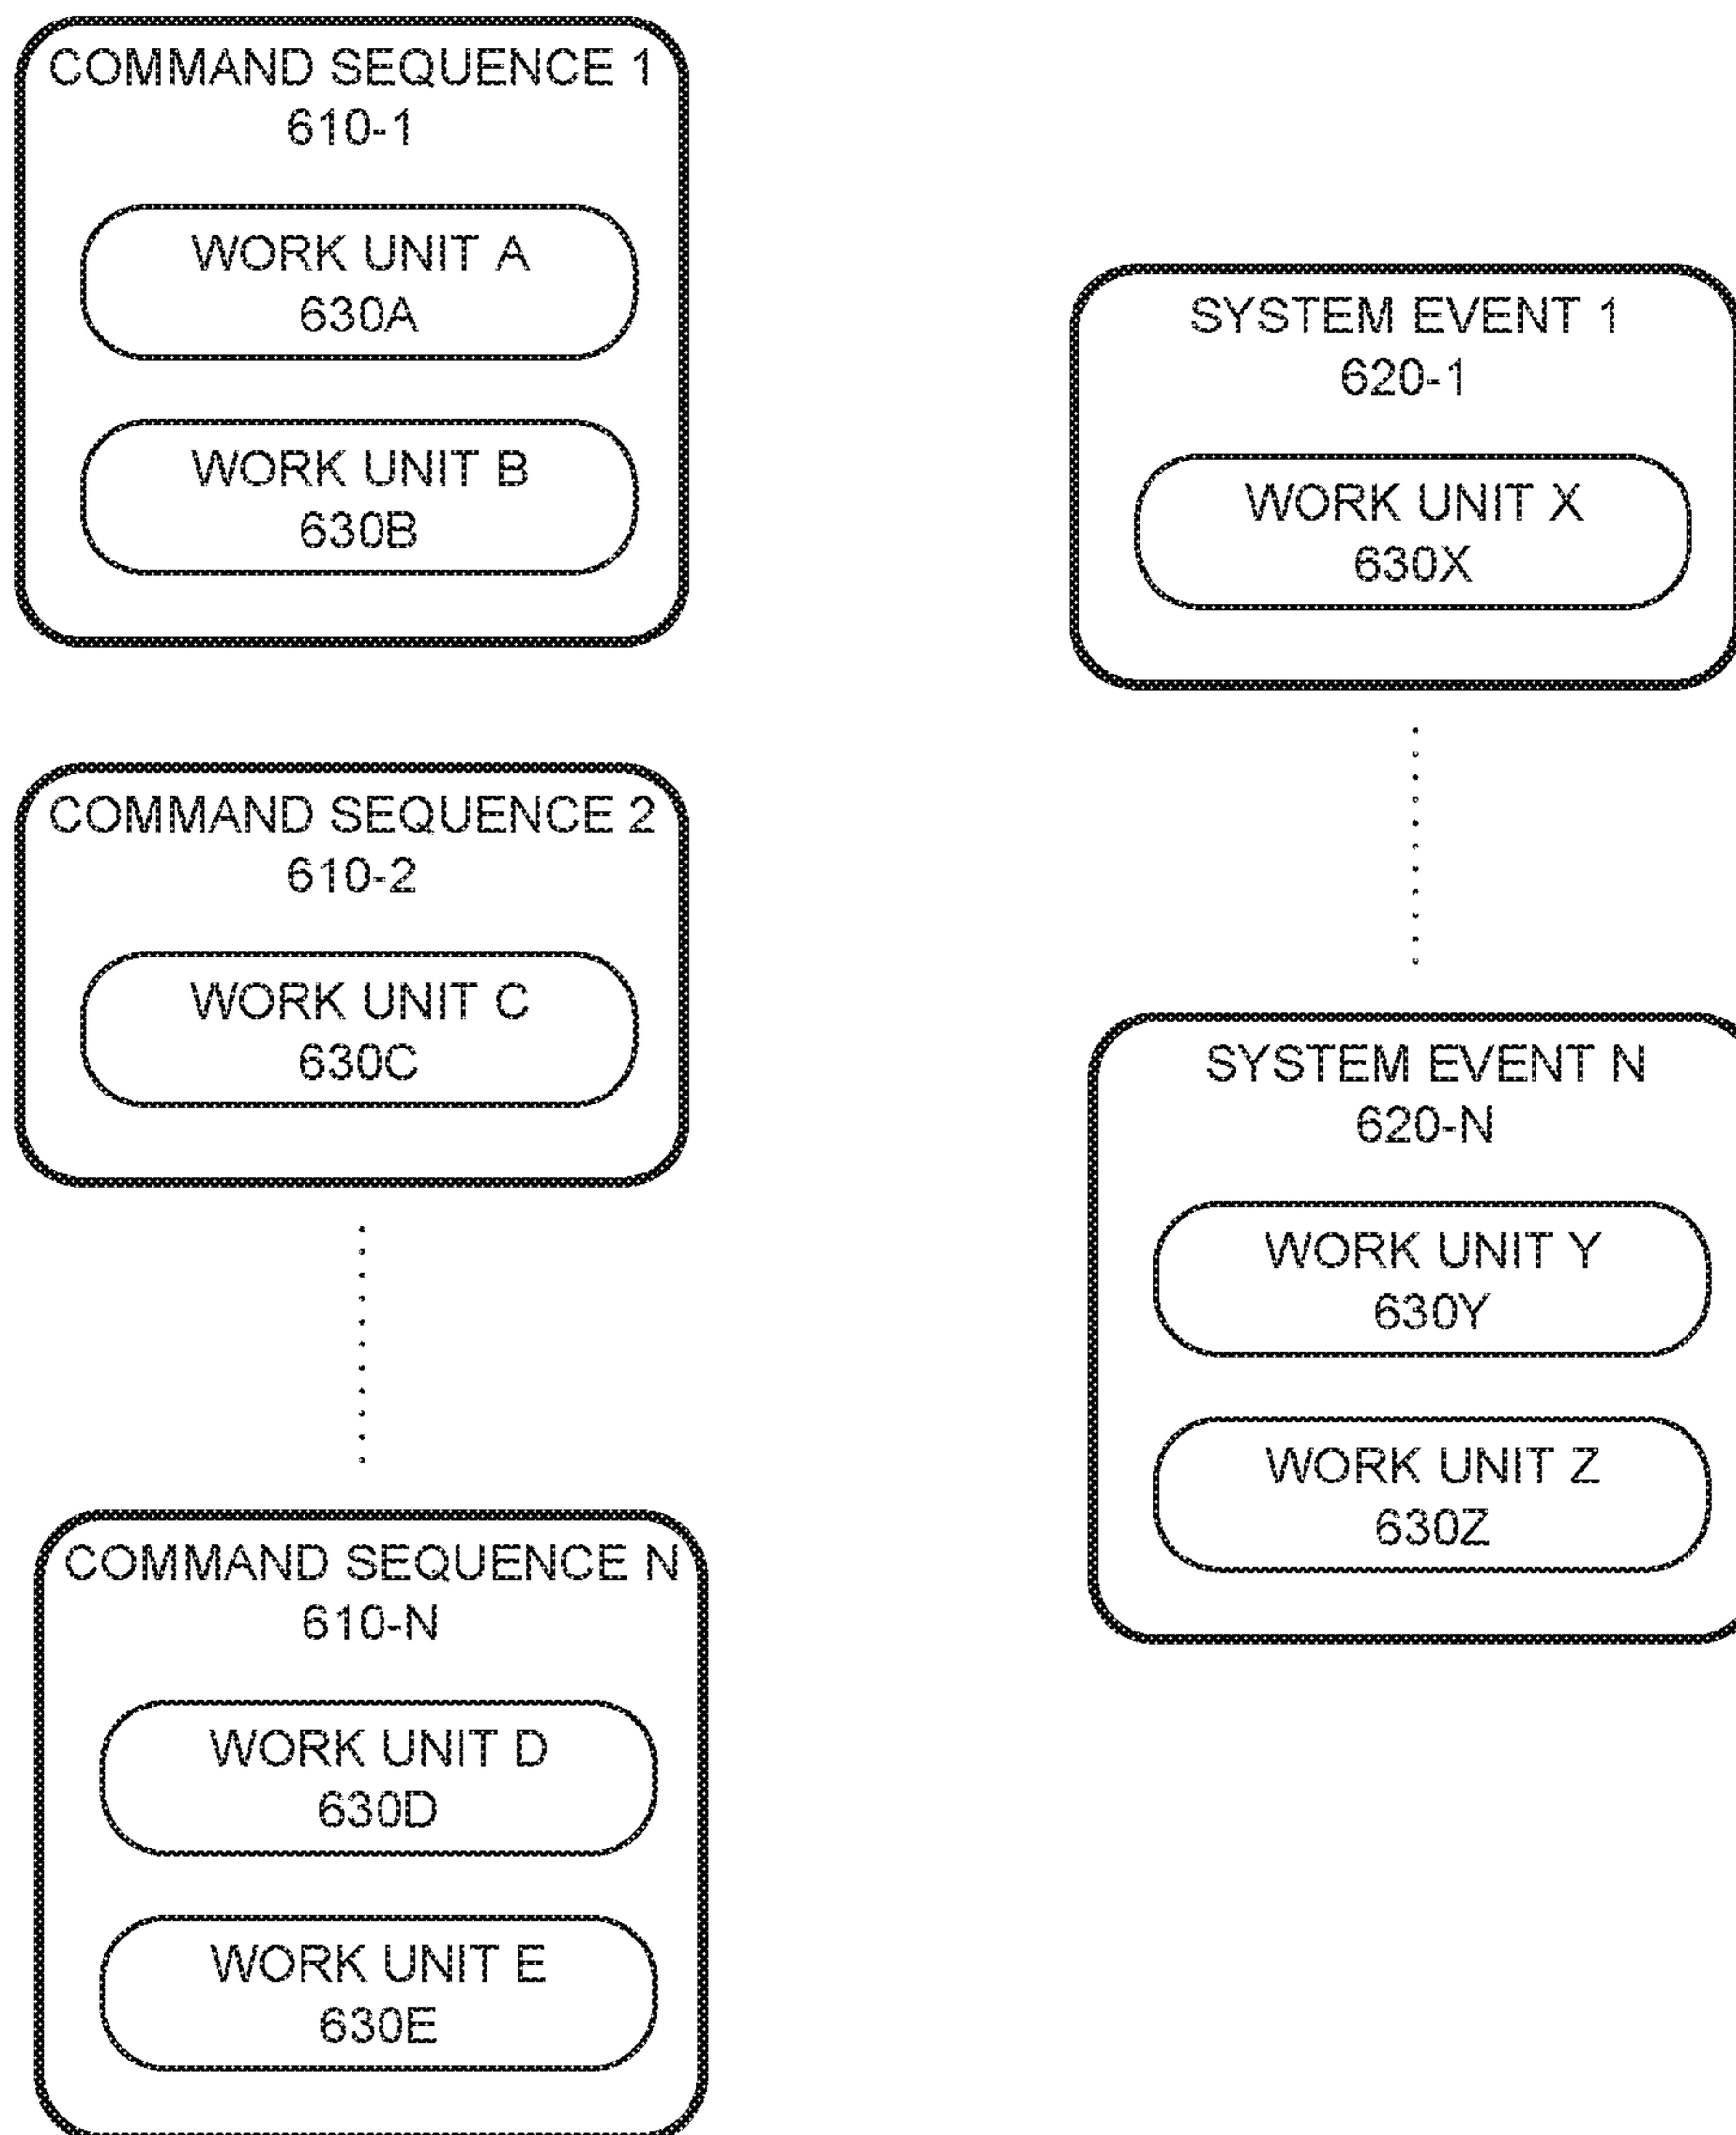 COMMAND SEQUENCE 1
610-1
WORK UNIT A
630A
WORK UNIT B
630B
COMMAND SEQUENCE 2
610-2
WORK UNIT C
630C
COMMAND SEQUENCE N
610-N
WORK UNIT D
630D
WORK UNIT E
630E
SYSTEM EVENT 1
620-1
WORK UNIT X
630X
SYSTEM EVENT N
620-N
WORK UNIT Y
630Y
WORK UNIT Z
630Z